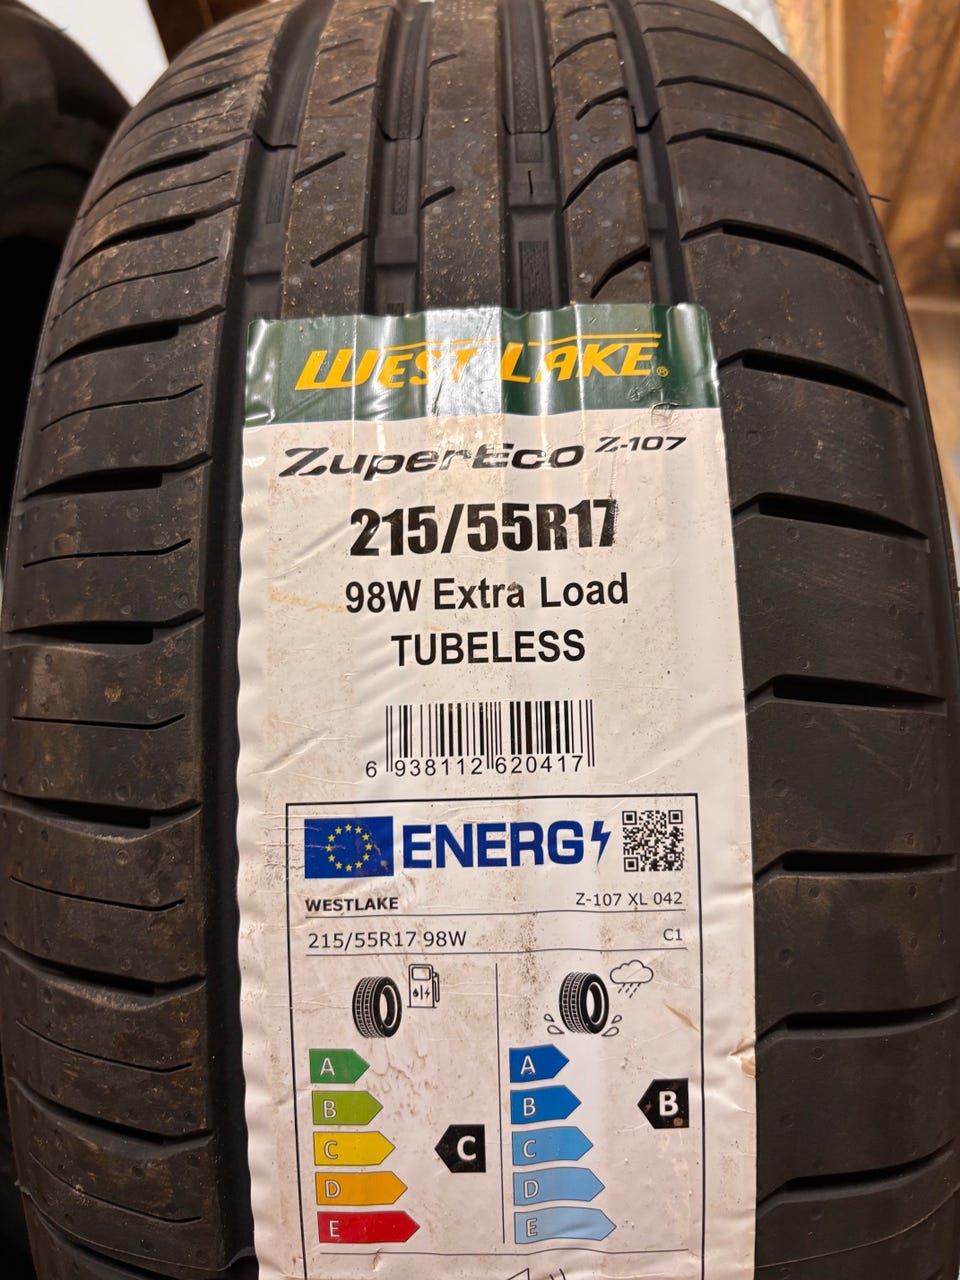 WESTLAKE®
ZuperEco Z-107
215/55R17
98W Extra Load
TUBELESS
6 938112 620417
ENERG
WESTLAKE Z-107 XL 042
215/55R17 98W C1
A A
B B B
C C C
D D
E E